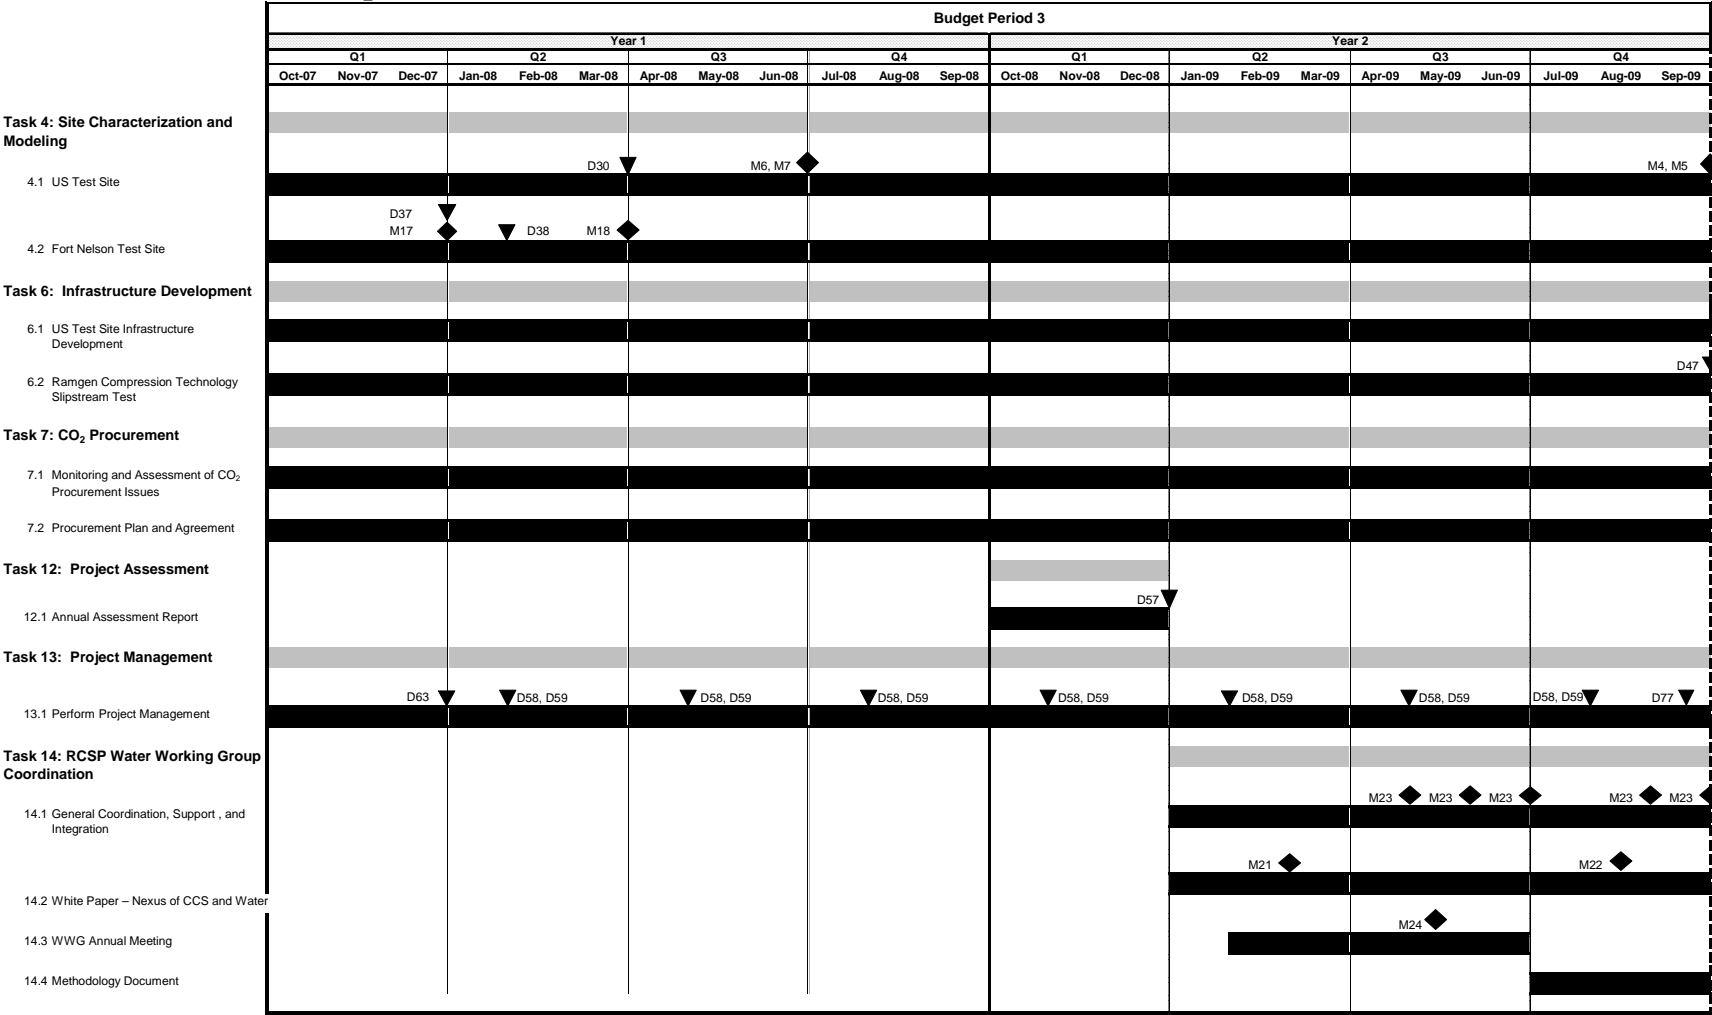 Budget Period 3
Year 1 Year 2
Q1 Q2 Q3 Q4 Q1 Q2 Q3 Q4
Oct-07 Nov-07 Dec-07 Jan-08 Feb-08 Mar-08 Apr-08 May-08 Jun-08 Jul-08 Aug-08 Sep-08 Oct-08 Nov-08 Dec-08 Jan-09 Feb-09 Mar-09 Apr-09 May-09 Jun-09 Jul-09 Aug-09 Sep-09
Task 4: Site Characterization and
Modeling
D30 M6, M7 M4, M5
4.1 US Test Site
D37
M17 D38 M18
4.2 Fort Nelson Test Site
Task 6: Infrastructure Development
6.1 US Test Site Infrastructure
Development
D47
6.2 Ramgen Compression Technology
Slipstream Test
Task 7: CO₂ Procurement
7.1 Monitoring and Assessment of CO₂
Procurement Issues
7.2 Procurement Plan and Agreement
Task 12: Project Assessment
D57
12.1 Annual Assessment Report
Task 13: Project Management
D63 D58, D59 D58, D59 D58, D59 D58, D59 D58, D59 D58, D59 D58, D59 D77
13.1 Perform Project Management
Task 14: RCSP Water Working Group
Coordination
M23 M23 M23 M23 M23
14.1 General Coordination, Support , and
Integration
M21 M22
14.2 White Paper – Nexus of CCS and Water
M24
14.3 WWG Annual Meeting
14.4 Methodology Document